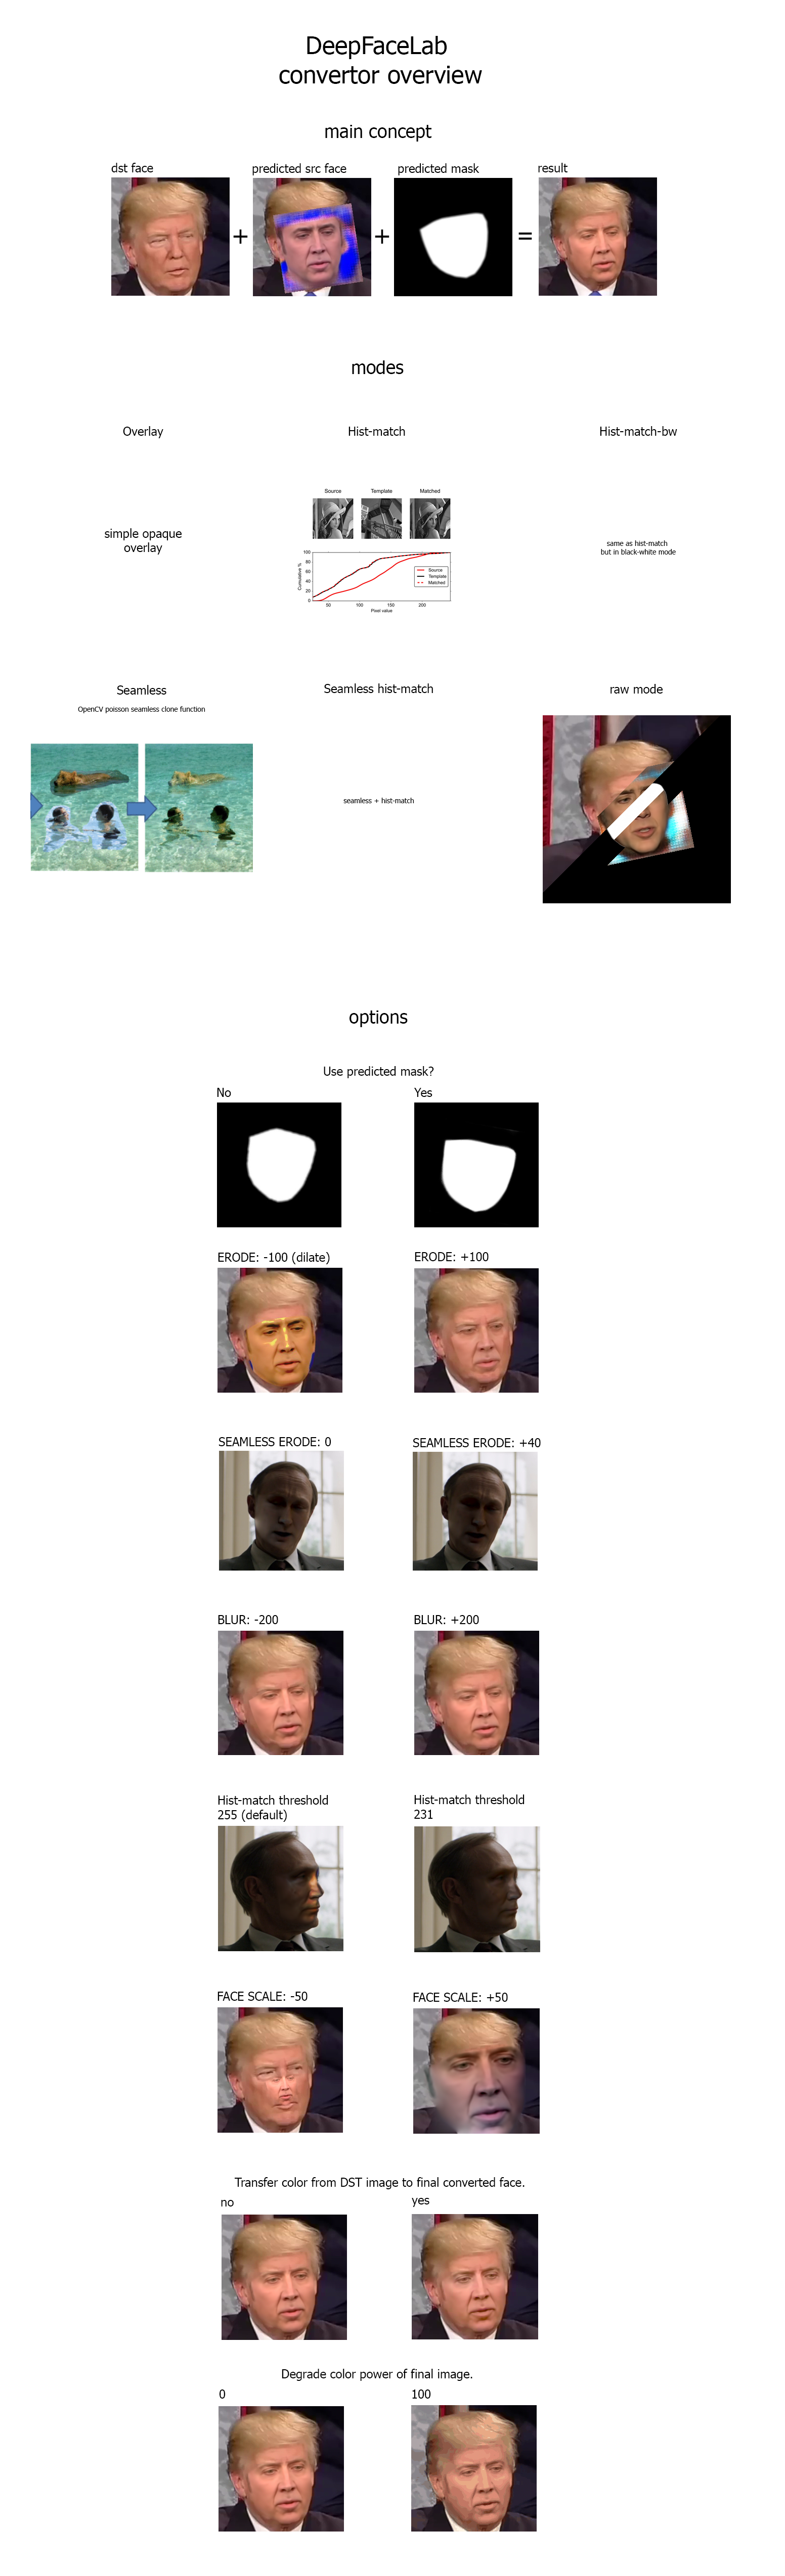 DeepFaceLab
convertor overview
main concept
dst face
predicted src face
predicted mask
result
+
+
=
modes
Overlay
Hist-match
Hist-match-bw
simple opaque
overlay
Source
Template
Matched
Cumulative %
100
80
60
40
20
0
50
100
150
200
Pixel value
Source
Template
Matched
same as hist-match
but in black-white mode
Seamless
OpenCV poisson seamless clone function
Seamless hist-match
seamless + hist-match
raw mode
options
Use predicted mask?
No
Yes
ERODE: -100 (dilate)
ERODE: +100
SEAMLESS ERODE: 0
SEAMLESS ERODE: +40
BLUR: -200
BLUR: +200
Hist-match threshold
255 (default)
Hist-match threshold
231
FACE SCALE: -50
FACE SCALE: +50
Transfer color from DST image to final converted face.
no
yes
Degrade color power of final image.
0
100